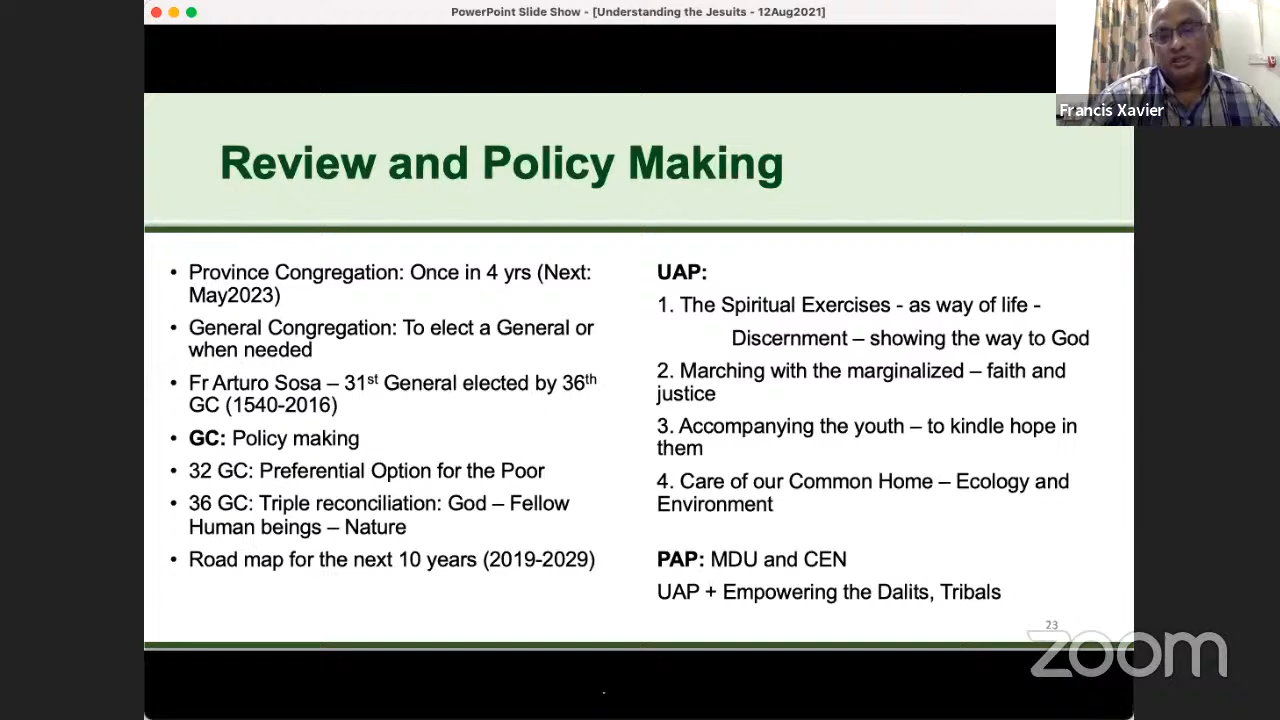 PowerPoint Slide Show - [Understanding the Jesuits - 12Aug2021]
Francis Xavier
Review and Policy Making
• Province Congregation: Once in 4 yrs (Next:
May2023)
• General Congregation: To elect a General or
when needed
• Fr Arturo Sosa – 31st General elected by 36th
GC (1540-2016)
• GC: Policy making
• 32 GC: Preferential Option for the Poor
• 36 GC: Triple reconciliation: God – Fellow
Human beings – Nature
• Road map for the next 10 years (2019-2029)
UAP:
1. The Spiritual Exercises - as way of life -
Discernment – showing the way to God
2. Marching with the marginalized – faith and
justice
3. Accompanying the youth – to kindle hope in
them
4. Care of our Common Home – Ecology and
Environment
PAP: MDU and CEN
UAP + Empowering the Dalits, Tribals
23
zoom